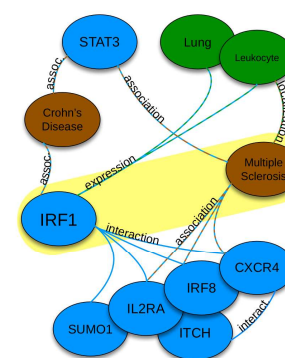 STAT3
Lung
Leukocyte
assoc.
association
Crohn's
Disease
assoc.
expression
Multiple
Sclerosis
IRF1
interaction
association
CXCR4
IRF8
IL2RA
SUMO1
ITCH
interact